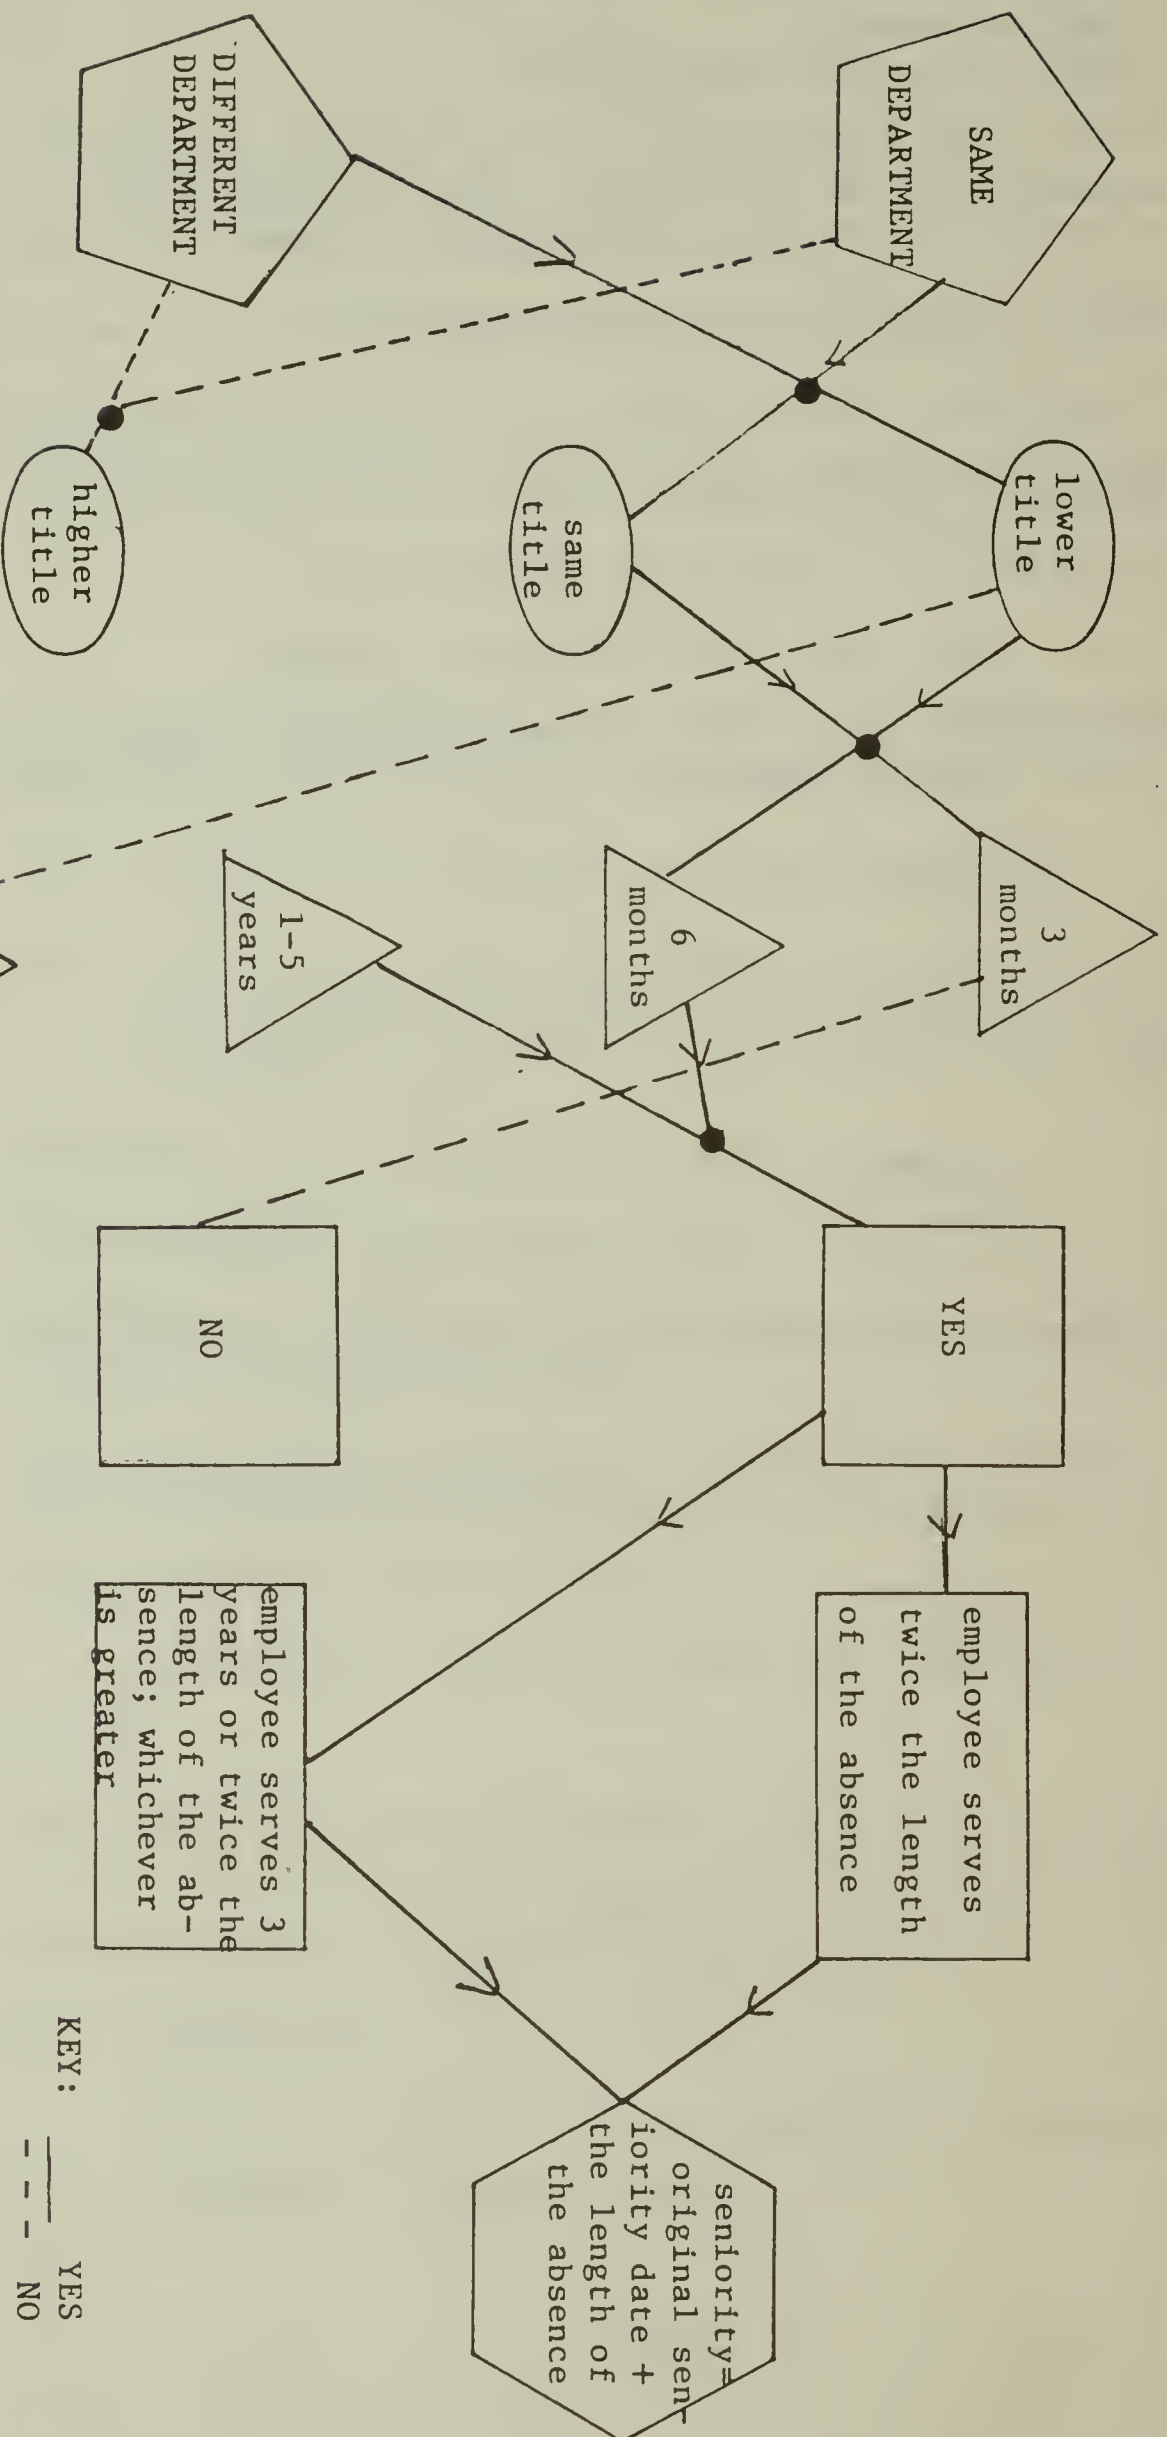 SAME
DEPARTMENT
DIFFERENT
DEPARTMENT
lower
title
same
title
higher
title
3
months
6
months
1-5
years
YES
NO
employee serves
twice the length
of the absence
employee serves 3
years or twice the
length of the ab-
sence; whichever
is greater
seniority=
original sen-
iority date +
the length of
the absence
KEY: ___ YES
- - - NO